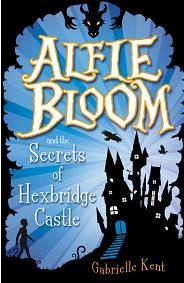 ALFIE
BLOOM
and the
Secrets
of
Hexbridge
Castle
Gabrielle Kent